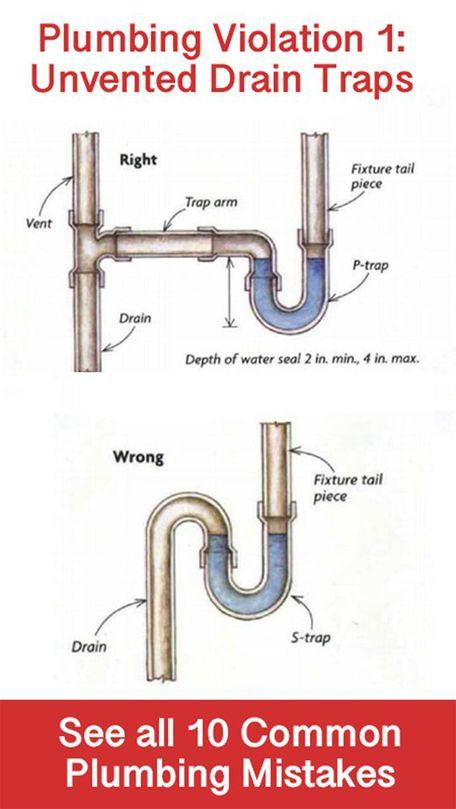 Plumbing Violation 1:
Unvented Drain Traps
Right
Fixture tail
piece
Vent
Trap arm
P-trap
Drain
Depth of water seal 2 in. min., 4 in. max.
Wrong
Fixture tail
piece
Drain
S-trap
See all 10 Common
Plumbing Mistakes